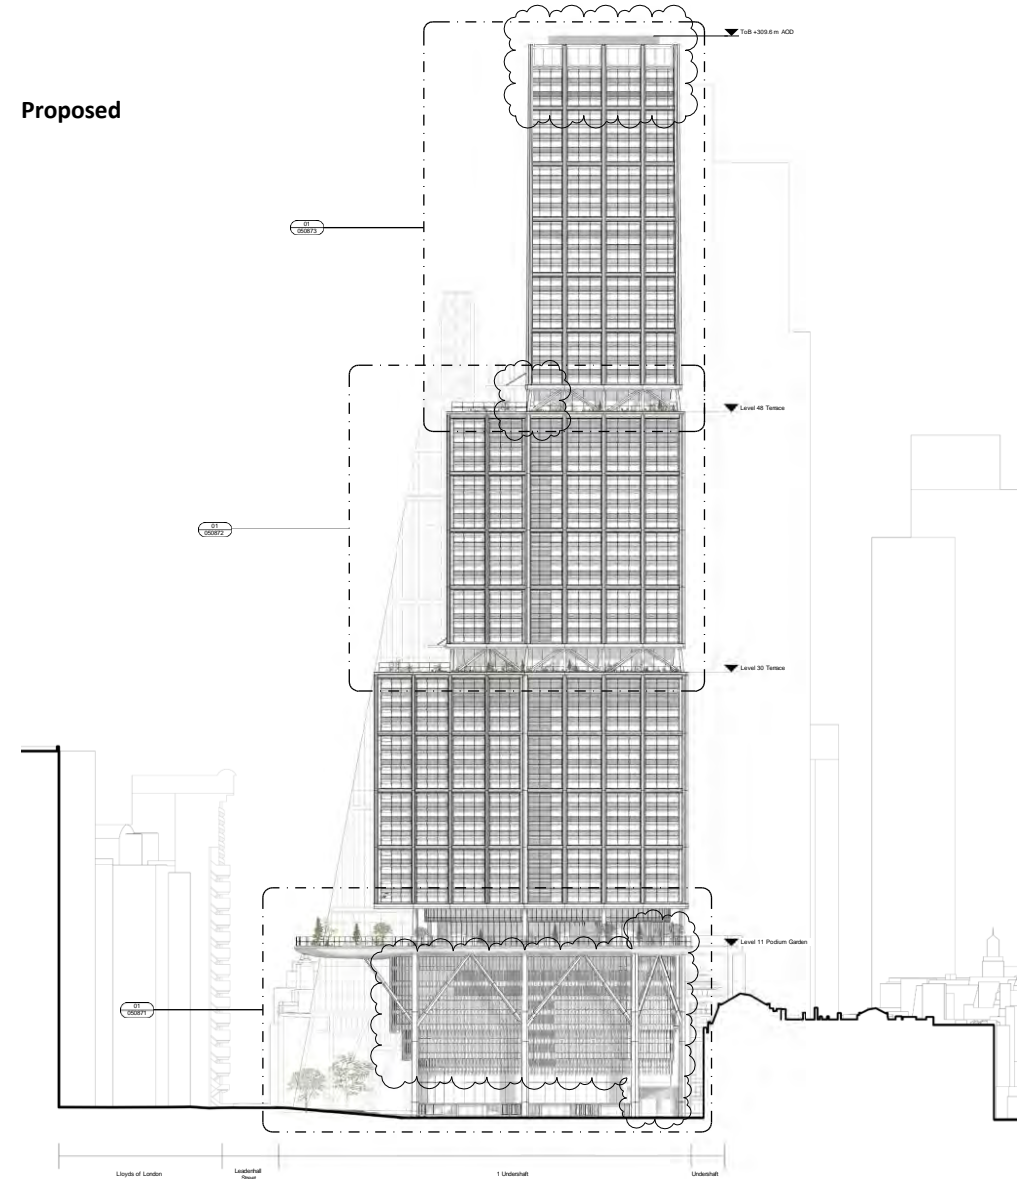 ToB +309.6 m AOD
Proposed
01
050873
Level 48 Terrace
01
050872
Level 30 Terrace
Level 11 Podium Garden
01
050871
Lloyds of London
Leadenhall
Street
1 Undershaft
Undershaft